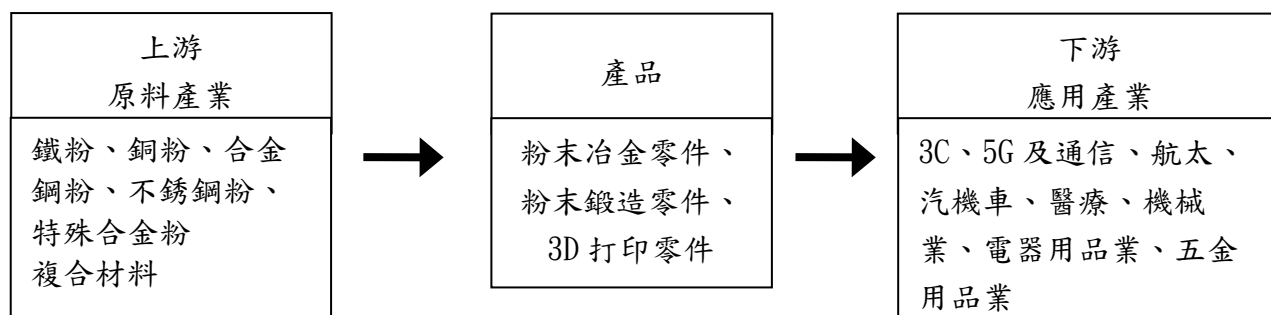 上游
原料產業
鐵粉、銅粉、合金
鋼粉、不銹鋼粉、
特殊合金粉
複合材料
產品
粉末冶金零件、
粉末鍛造零件、
3D 打印零件
下游
應用產業
3C、5G 及通信、航太、
汽機車、醫療、機械
業、電器用品業、五金
用品業